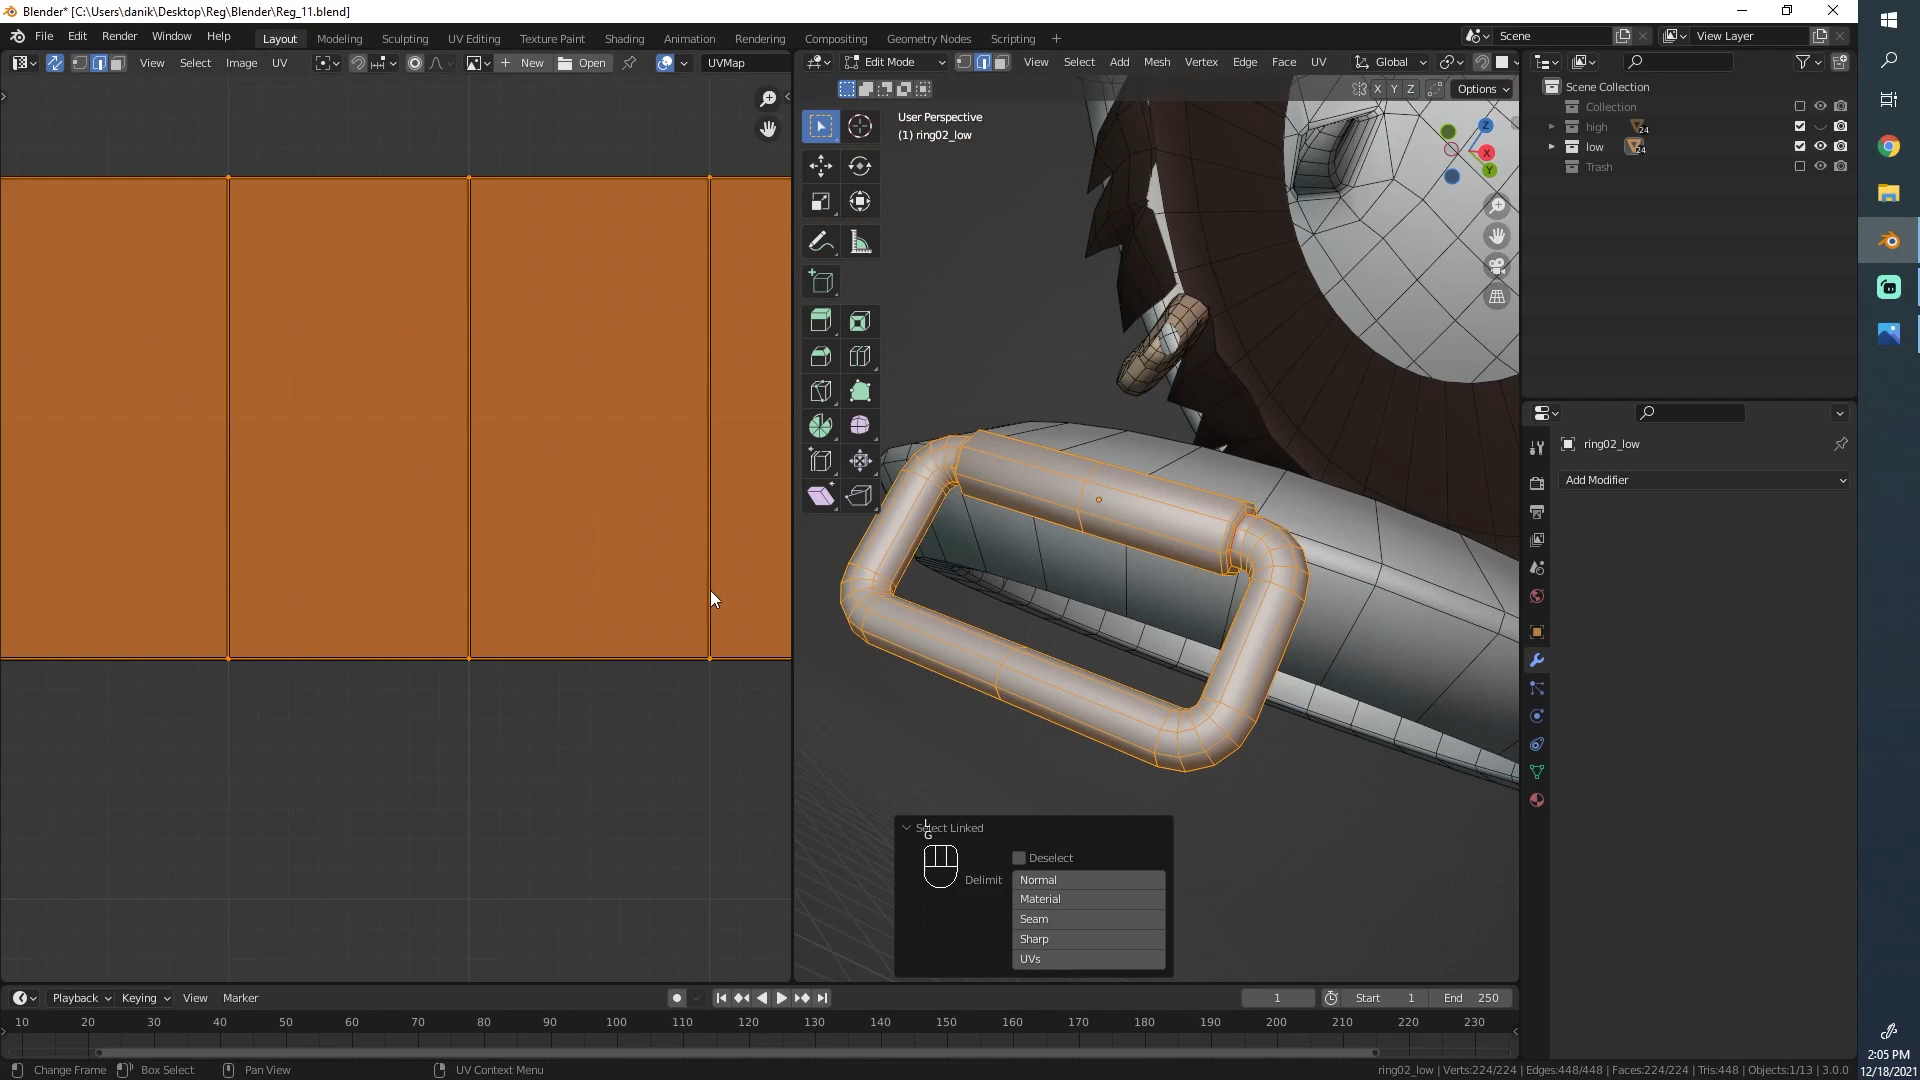 Blender* [C:\Users\danik\Desktop\Reg\Blender\Reg_11.blend]
File Edit Render Window Help Layout Modeling Sculpting UV Editing Texture Paint Shading Animation Rendering Compositing Geometry Nodes Scripting + Scene View Layer
View Select Image UV New Open UVMap Edit Mode View Select Add Mesh Vertex Edge Face UV Global
X Y Z Options
Scene Collection
Collection
high 24
low 24
Trash
User Perspective
(1) ring02_low
Z
X
Y
ring02_low
Add Modifier
Select Linked
L
G
Deselect
Delimit Normal
Material
Seam
Sharp
UVs
Playback Keying View Marker 1 Start 1 End 250
10 20 30 40 50 60 70 80 90 100 110 120 130 140 150 160 170 180 190 200 210 220 230
Change Frame Box Select Pan View UV Context Menu ring02_low | Verts:224/224 | Edges:448/448 | Faces:224/224 | Tris:448 | Objects:1/13 | 3.0.0
2:05 PM
12/18/2021